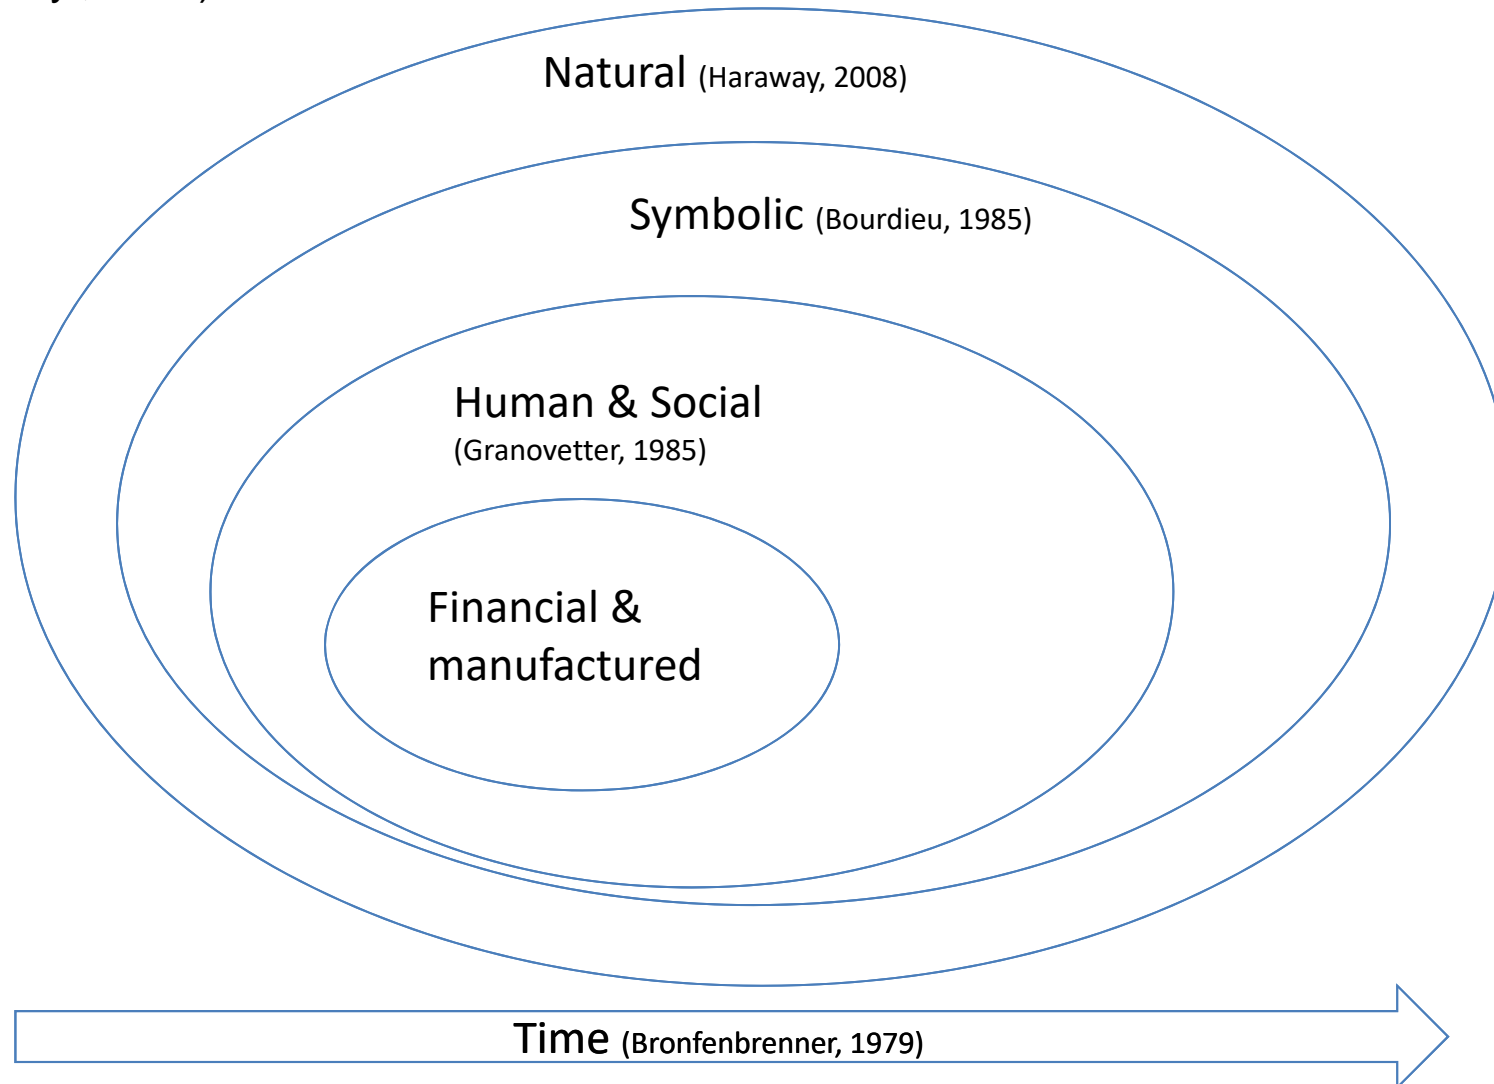 Natural (Haraway, 2008)
Symbolic (Bourdieu, 1985)
Human & Social
(Granovetter, 1985)
Financial &
manufactured
Time (Bronfenbrenner, 1979)